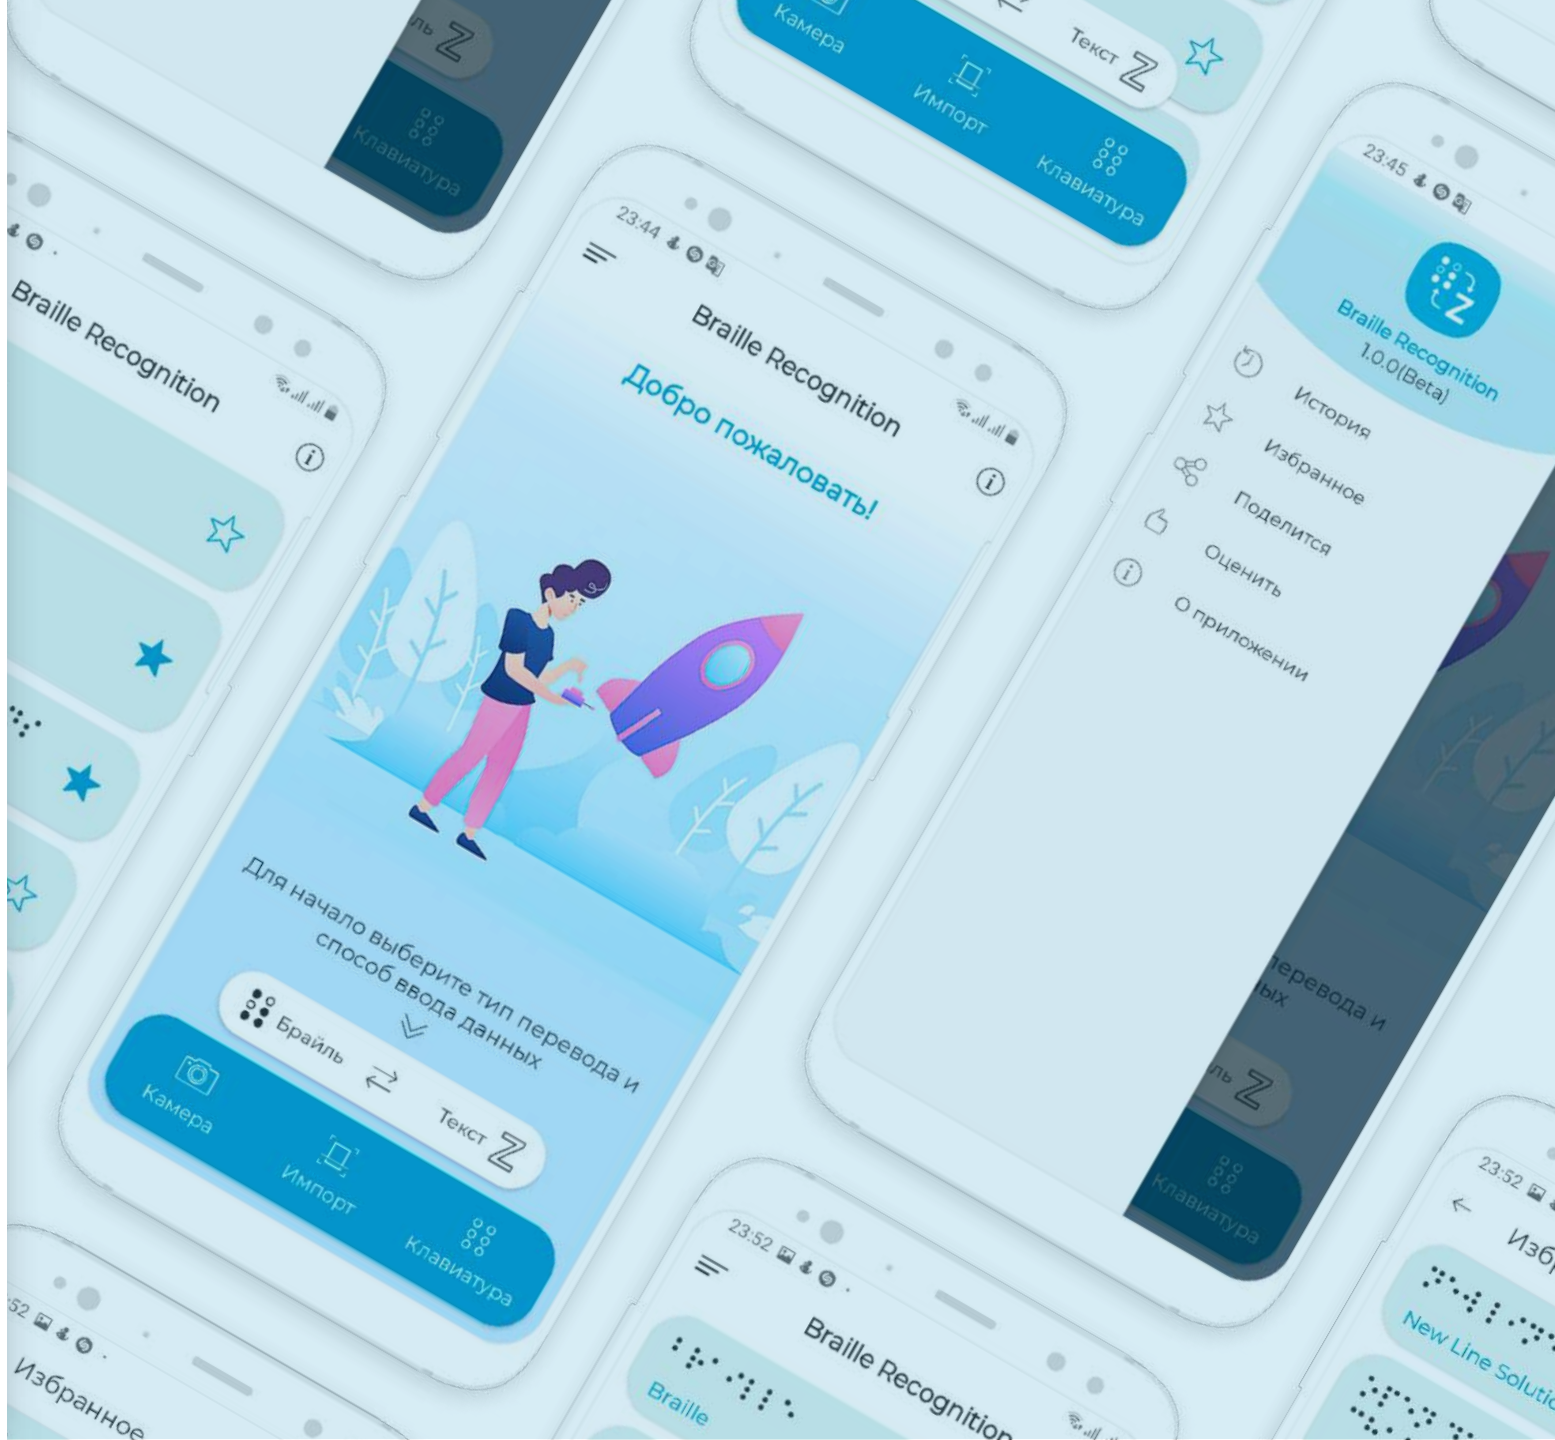 Z
Клавиатура
Камера
Импорт
Клавиатура
Текст Z
Braille Recognition
23:44
Braille Recognition
Добро пожаловать!
Для начало выберите тип перевода и
способ ввода данных
Брайль
Текст Z
Камера
Импорт
Клавиатура
23:45
Z
Braille Recognition
1.0.0(Beta)
История
Избранное
Поделится
Оценить
О приложении
перевода и
Z
Клавиатура
Избранное
23:52
Braille Recognition
⠃⠗⠁⠊⠇⠇⠑
Braille
23:52
New Line